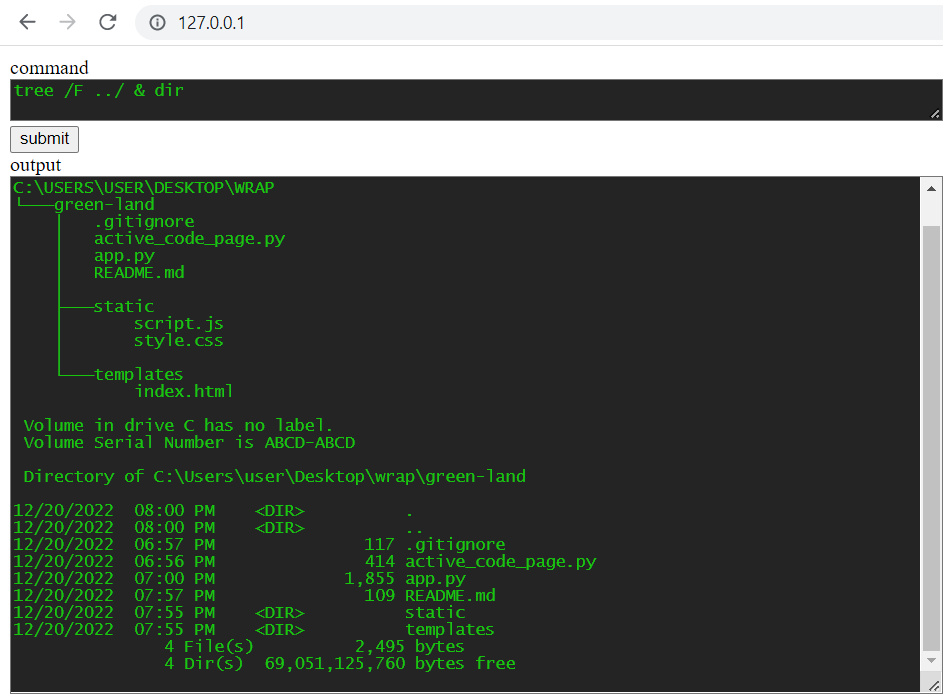 127.0.0.1
command
tree /F ../ & dir
submit
output
C:\USERS\USER\DESKTOP\WRAP
└───green-land
    │   .gitignore
    │   active_code_page.py
    │   app.py
    │   README.md
    │
    ├───static
    │       script.js
    │       style.css
    │
    └───templates
            index.html

 Volume in drive C has no label.
 Volume Serial Number is ABCD-ABCD

 Directory of C:\Users\user\Desktop\wrap\green-land

12/20/2022  08:00 PM    <DIR>          .
12/20/2022  08:00 PM    <DIR>          ..
12/20/2022  06:57 PM               117 .gitignore
12/20/2022  06:56 PM               414 active_code_page.py
12/20/2022  07:00 PM             1,855 app.py
12/20/2022  07:57 PM               109 README.md
12/20/2022  07:55 PM    <DIR>          static
12/20/2022  07:55 PM    <DIR>          templates
               4 File(s)          2,495 bytes
               4 Dir(s)  69,051,125,760 bytes free